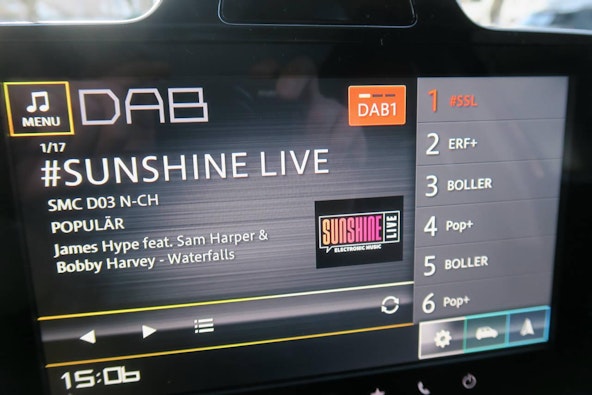 MENU
DAB
DAB1
1/17
#SUNSHINE LIVE
SMC D03 N-CH
POPULÄR
James Hype feat. Sam Harper &
Bobby Harvey - Waterfalls
SUNSHINE
LIVE
ELECTRONIC MUSIC
1 #SSL
2 ERF+
3 BOLLER
4 Pop+
5 BOLLER
6 Pop+
15:06